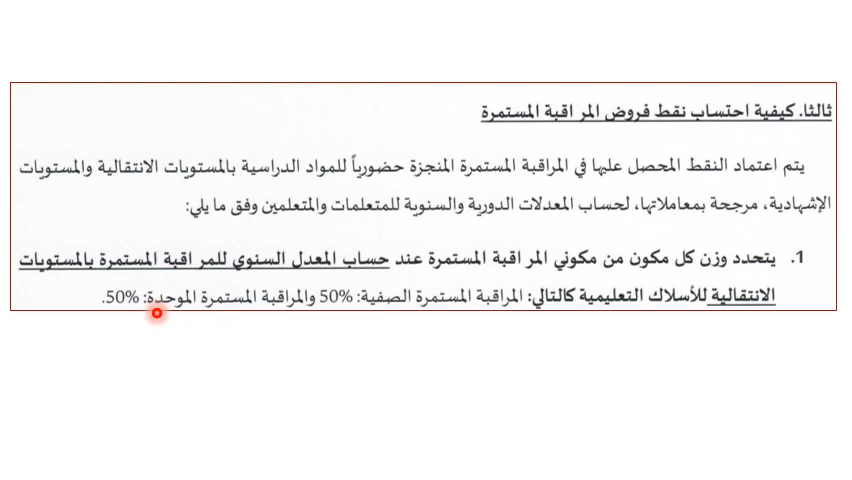 ثالثا. كيفية احتساب نقط فروض المراقبة المستمرة
يتم اعتماد النقط المحصل عليها في المراقبة المستمرة المنجزة حضورياً للمواد الدراسية بالمستويات الانتقالية والمستويات
الإشهادية، مرجحة بمعاملاتها، لحساب المعدلات الدورية والسنوية للمتعلمات والمتعلمين وفق ما يلي:
1. يتحدد وزن كل مكون من مكوني المراقبة المستمرة عند حساب المعدل السنوي للمراقبة المستمرة بالمستويات
الانتقالية للأسلاك التعليمية كالتالي: المراقبة المستمرة الصفية: 50% والمراقبة المستمرة الموحدة: 50%.